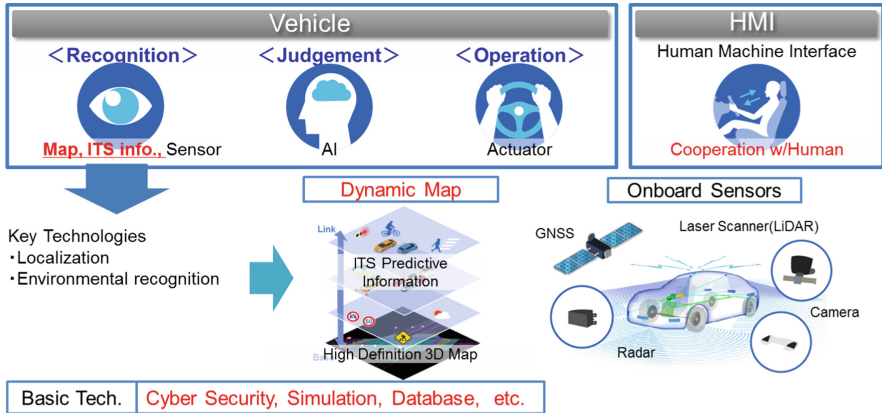 Vehicle
HMI
＜Recognition＞
＜Judgement＞
＜Operation＞
Human Machine Interface
Map, ITS info., Sensor
AI
Actuator
Cooperation w/Human
Dynamic Map
Onboard Sensors
Key Technologies
・Localization
・Environmental recognition
Link
ITS Predictive
Information
High Definition 3D Map
GNSS
Laser Scanner(LiDAR)
Camera
Radar
Basic Tech.
Cyber Security, Simulation, Database, etc.